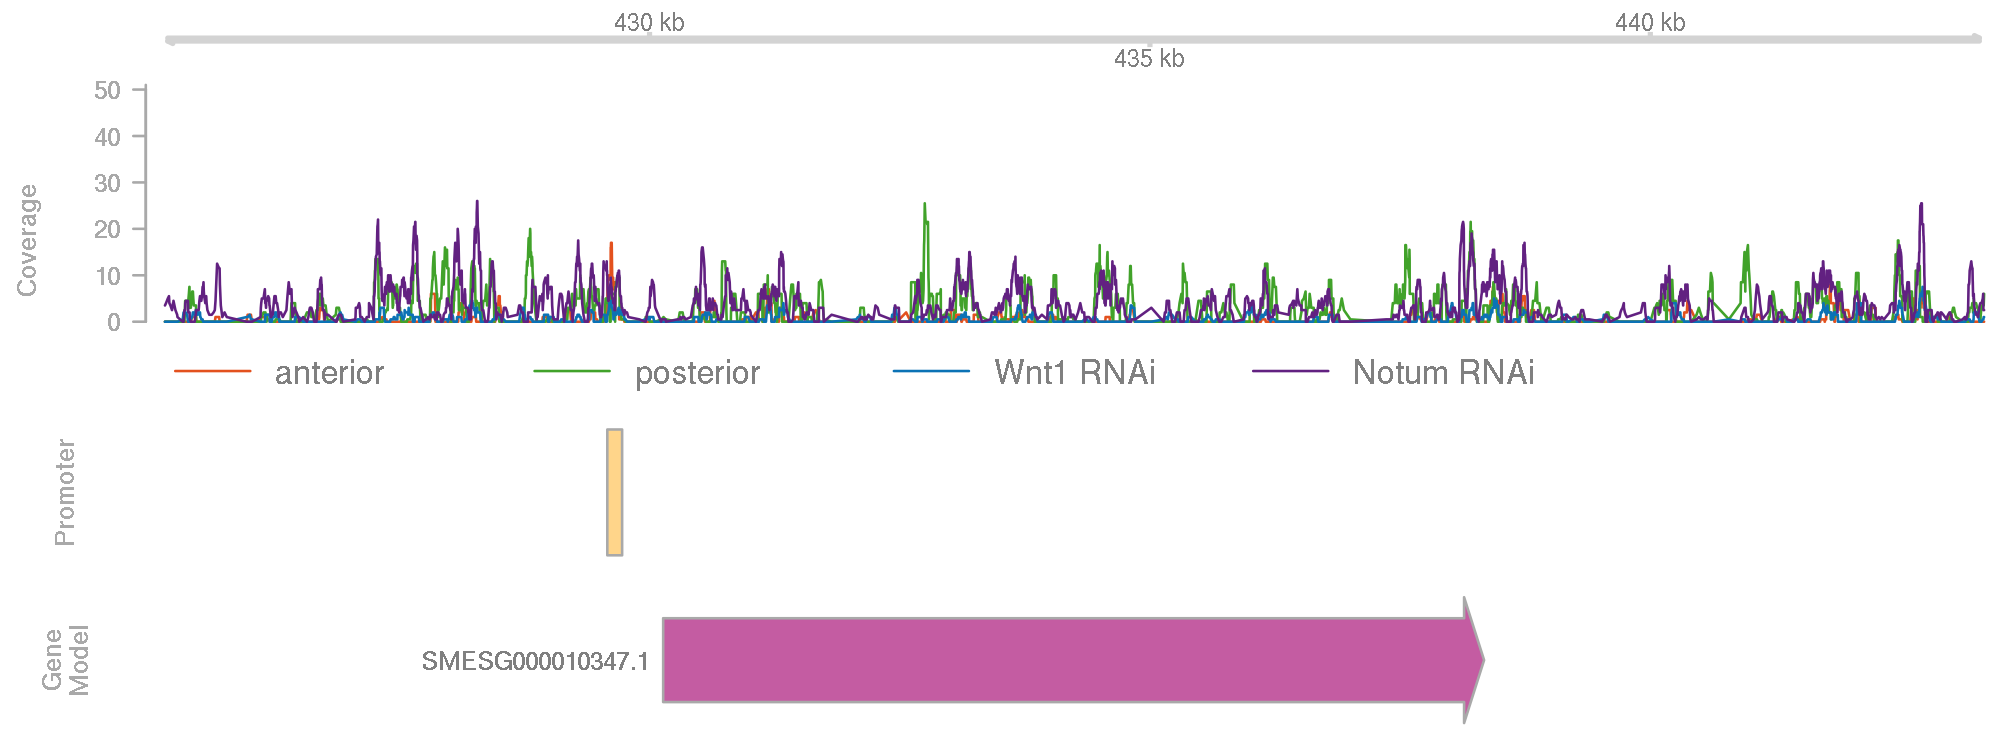 430 kb
440 kb
435 kb
50
40
30
20
10
0
Coverage
anterior posterior Wnt1 RNAi Notum RNAi
Promoter
Gene
Model
SMESG000010347.1